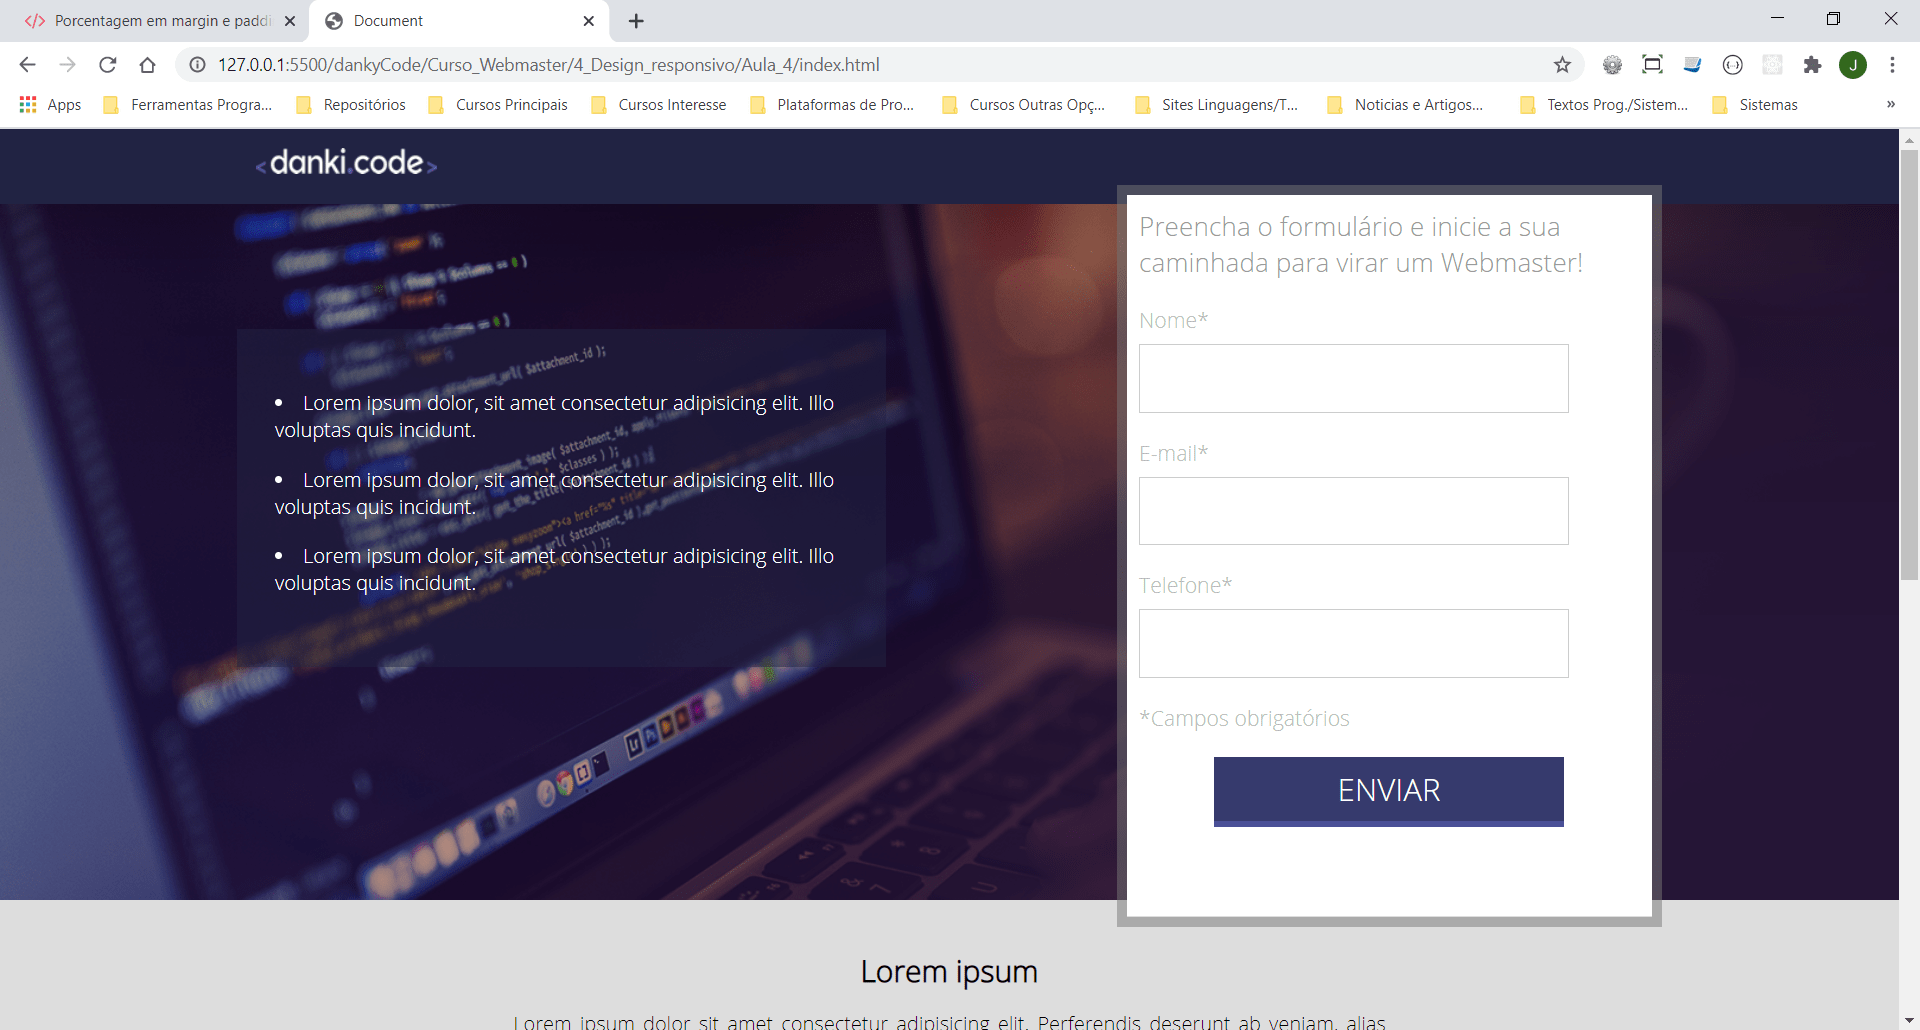 Porcentagem em margin e paddi
Document
127.0.0.1:5500/dankyCode/Curso_Webmaster/4_Design_responsivo/Aula_4/index.html
J
Apps
Ferramentas Progra...
Repositórios
Cursos Principais
Cursos Interesse
Plataformas de Pro...
Cursos Outras Opç...
Sites Linguagens/T...
Noticias e Artigos...
Textos Prog./Sistem...
Sistemas
»
<danki.code>
Preencha o formulário e inicie a sua
caminhada para virar um Webmaster!
Nome*
E-mail*
Telefone*
*Campos obrigatórios
ENVIAR
• Lorem ipsum dolor, sit amet consectetur adipisicing elit. Illo
voluptas quis incidunt.
• Lorem ipsum dolor, sit amet consectetur adipisicing elit. Illo
voluptas quis incidunt.
• Lorem ipsum dolor, sit amet consectetur adipisicing elit. Illo
voluptas quis incidunt.
$attachment_id );
Lr
Ps
Lorem ipsum
Lorem ipsum dolor sit amet consectetur adipisicing elit. Perferendis deserunt ab veniam, alias